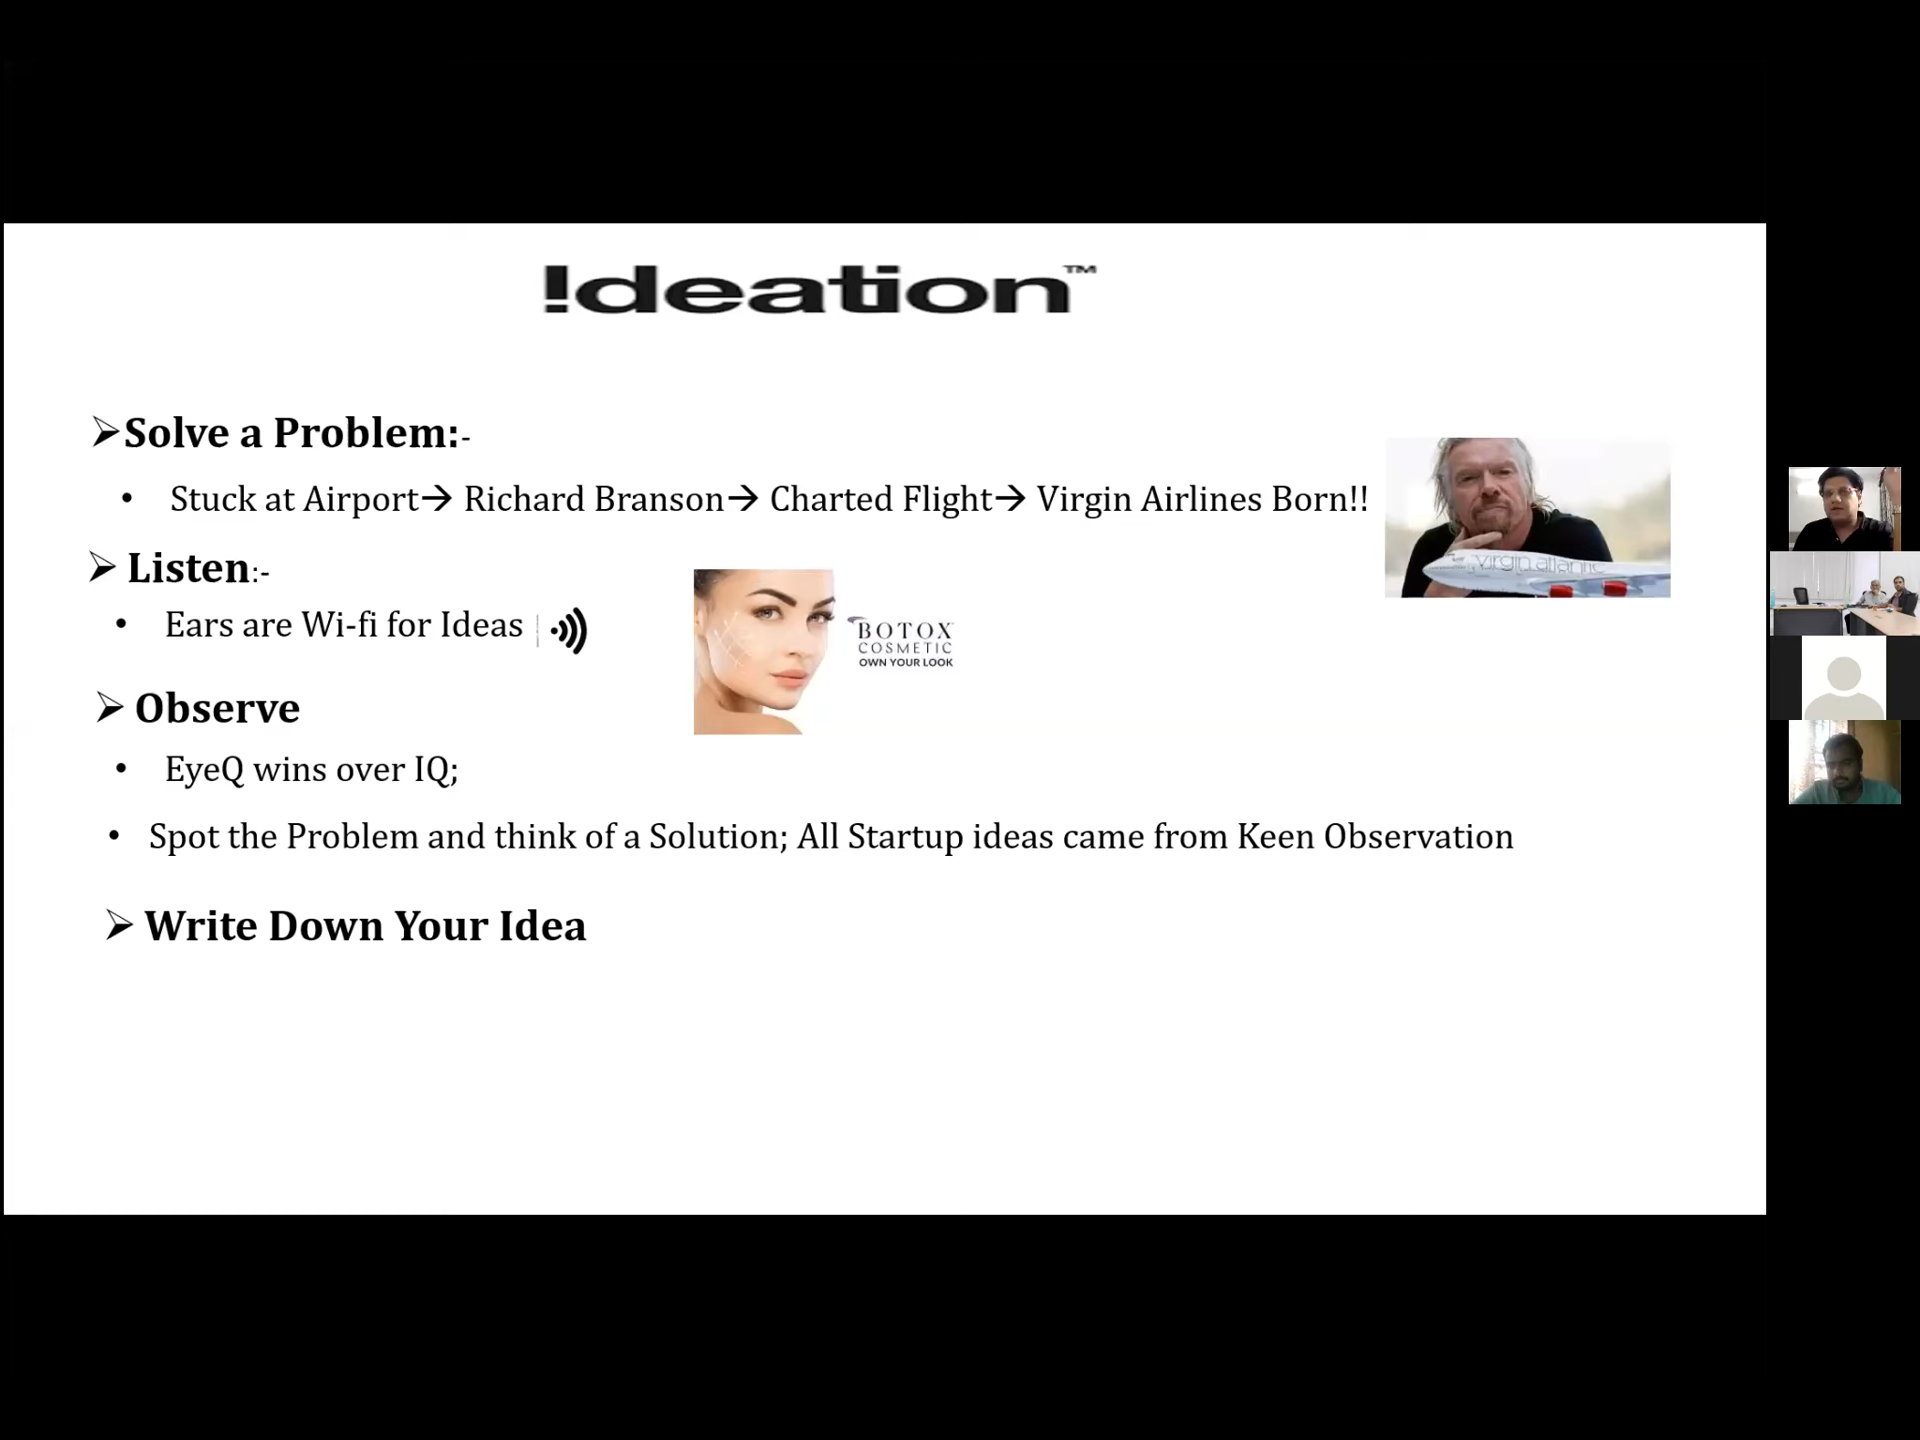 !deation™
➢Solve a Problem:-
• Stuck at Airport→ Richard Branson→ Charted Flight→ Virgin Airlines Born!!
virgin atlantic
➢ Listen:-
• Ears are Wi-fi for Ideas
BOTOX
COSMETIC
OWN YOUR LOOK
➢ Observe
• EyeQ wins over IQ;
• Spot the Problem and think of a Solution; All Startup ideas came from Keen Observation
➢ Write Down Your Idea